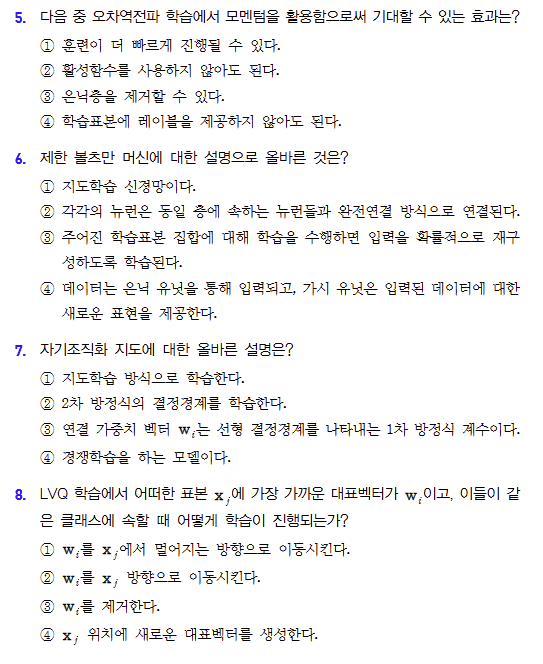 5. 다음 중 오차역전파 학습에서 모멘텀을 활용함으로써 기대할 수 있는 효과는?
① 훈련이 더 빠르게 진행될 수 있다.
② 활성함수를 사용하지 않아도 된다.
③ 은닉층을 제거할 수 있다.
④ 학습표본에 레이블을 제공하지 않아도 된다.
6. 제한 볼츠만 머신에 대한 설명으로 올바른 것은?
① 지도학습 신경망이다.
② 각각의 뉴런은 동일 층에 속하는 뉴런들과 완전연결 방식으로 연결된다.
③ 주어진 학습표본 집합에 대해 학습을 수행하면 입력을 확률적으로 재구
성하도록 학습된다.
④ 데이터는 은닉 유닛을 통해 입력되고, 가시 유닛은 입력된 데이터에 대한
새로운 표현을 제공한다.
7. 자기조직화 지도에 대한 올바른 설명은?
① 지도학습 방식으로 학습한다.
② 2차 방정식의 결정경계를 학습한다.
③ 연결 가중치 벡터 wᵢ는 선형 결정경계를 나타내는 1차 방정식 계수이다.
④ 경쟁학습을 하는 모델이다.
8. LVQ 학습에서 어떠한 표본 xⱼ에 가장 가까운 대표벡터가 wᵢ이고, 이들이 같
은 클래스에 속할 때 어떻게 학습이 진행되는가?
① wᵢ를 xⱼ에서 멀어지는 방향으로 이동시킨다.
② wᵢ를 xⱼ 방향으로 이동시킨다.
③ wᵢ를 제거한다.
④ xⱼ 위치에 새로운 대표벡터를 생성한다.